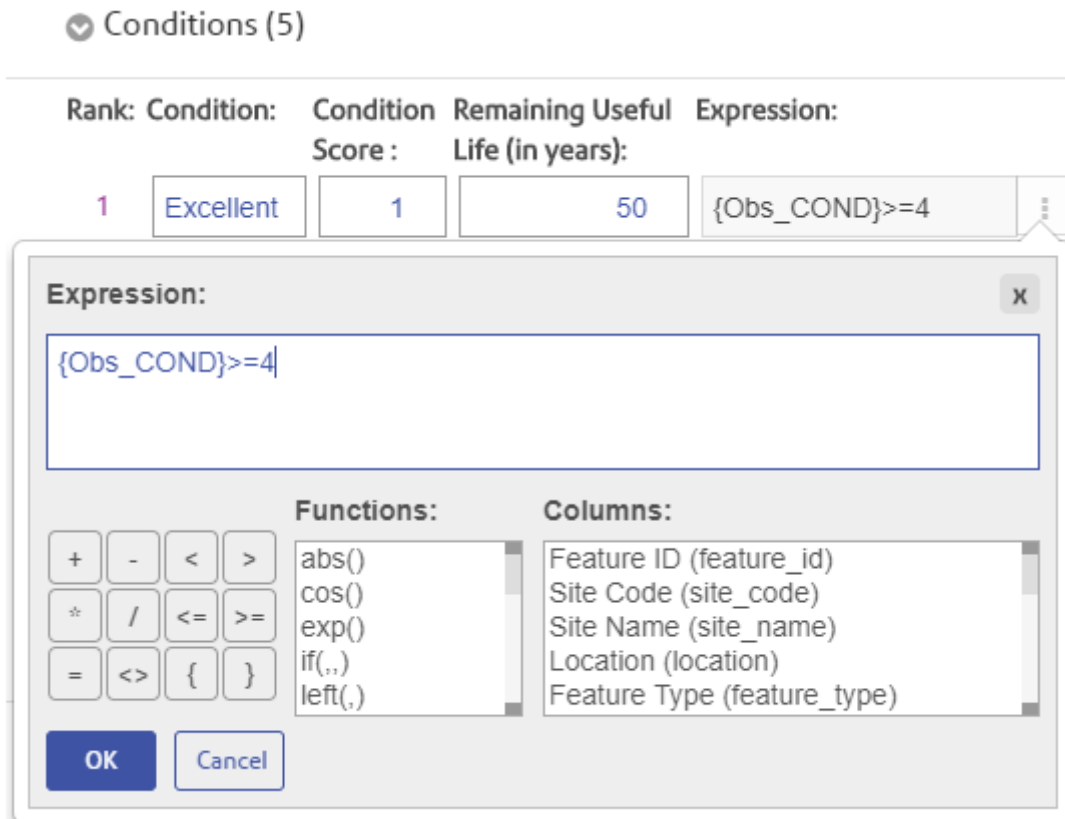 Conditions (5)
Rank: Condition: Condition Score : Remaining Useful Life (in years): Expression:
1 Excellent 1 50 {Obs_COND}>=4
Expression: x
{Obs_COND}>=4
Functions: Columns:
+ - < >
* / <= >=
= <> { }
abs()
cos()
exp()
if(,,)
left(,)
Feature ID (feature_id)
Site Code (site_code)
Site Name (site_name)
Location (location)
Feature Type (feature_type)
OK Cancel